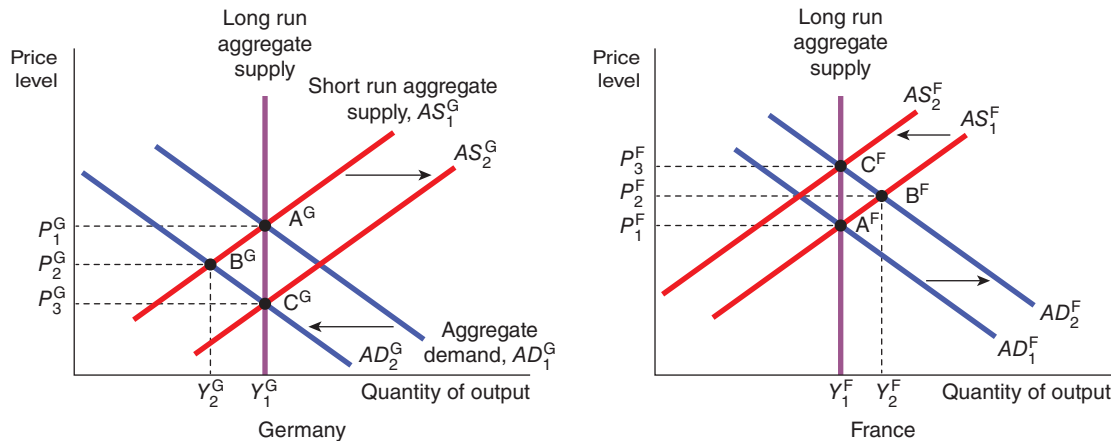 Price
level
Long run
aggregate
supply
Short run aggregate
supply, AS₁ᴳ
AS₂ᴳ
P₁ᴳ
P₂ᴳ
P₃ᴳ
Aᴳ
Bᴳ
Cᴳ
Aggregate
demand, AD₁ᴳ
AD₂ᴳ
Y₂ᴳ
Y₁ᴳ
Quantity of output
Germany
Price
level
Long run
aggregate
supply
AS₂ᶠ
AS₁ᶠ
P₃ᶠ
P₂ᶠ
P₁ᶠ
Cᶠ
Bᶠ
Aᶠ
AD₂ᶠ
AD₁ᶠ
Y₁ᶠ
Y₂ᶠ
Quantity of output
France